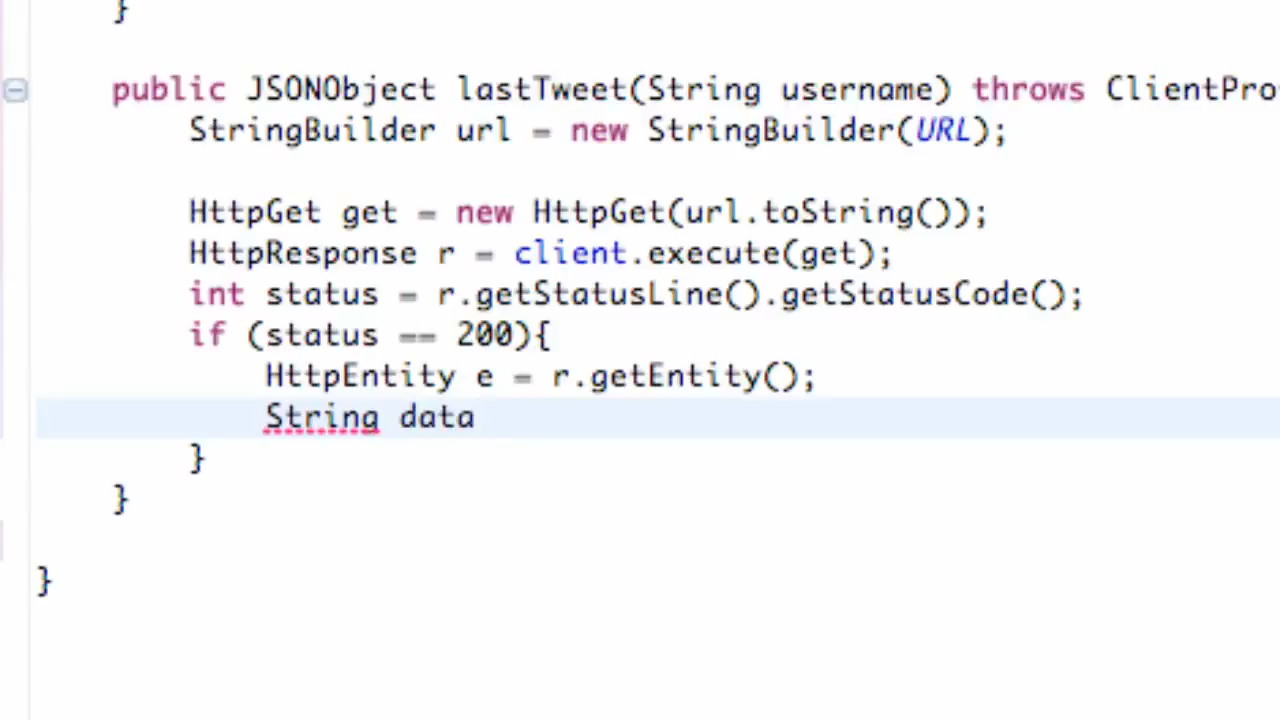 }
public JSONObject lastTweet(String username) throws ClientPro
StringBuilder url = new StringBuilder(URL);
HttpGet get = new HttpGet(url.toString());
HttpResponse r = client.execute(get);
int status = r.getStatusLine().getStatusCode();
if (status == 200){
HttpEntity e = r.getEntity();
String data
}
}
}